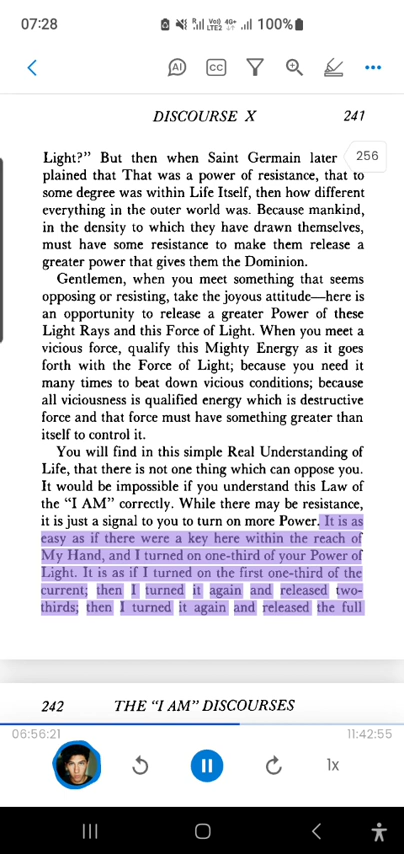 07:28
Vo)) 4G+
LTE2
100%
AI
CC
DISCOURSE X 241
256
Light?” But then when Saint Germain later
plained that That was a power of resistance, that to
some degree was within Life Itself, then how different
everything in the outer world was. Because mankind,
in the density to which they have drawn themselves,
must have some resistance to make them release a
greater power that gives them the Dominion.
Gentlemen, when you meet something that seems
opposing or resisting, take the joyous attitude—here is
an opportunity to release a greater Power of these
Light Rays and this Force of Light. When you meet a
vicious force, qualify this Mighty Energy as it goes
forth with the Force of Light; because you need it
many times to beat down vicious conditions; because
all viciousness is qualified energy which is destructive
force and that force must have something greater than
itself to control it.
You will find in this simple Real Understanding of
Life, that there is not one thing which can oppose you.
It would be impossible if you understand this Law of
the “I AM” correctly. While there may be resistance,
it is just a signal to you to turn on more Power. It is as
easy as if there were a key here within the reach of
My Hand, and I turned on one-third of your Power of
Light. It is as if I turned on the first one-third of the
current; then I turned it again and released two-
thirds; then I turned it again and released the full
242 THE “I AM” DISCOURSES
06:56:21 11:42:55
1x